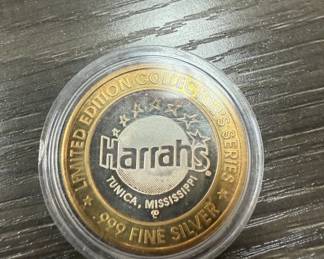 LIMITED EDITION COLLECTORS SERIES
Harrah's
TUNICA, MISSISSIPPI
.999 FINE SILVER